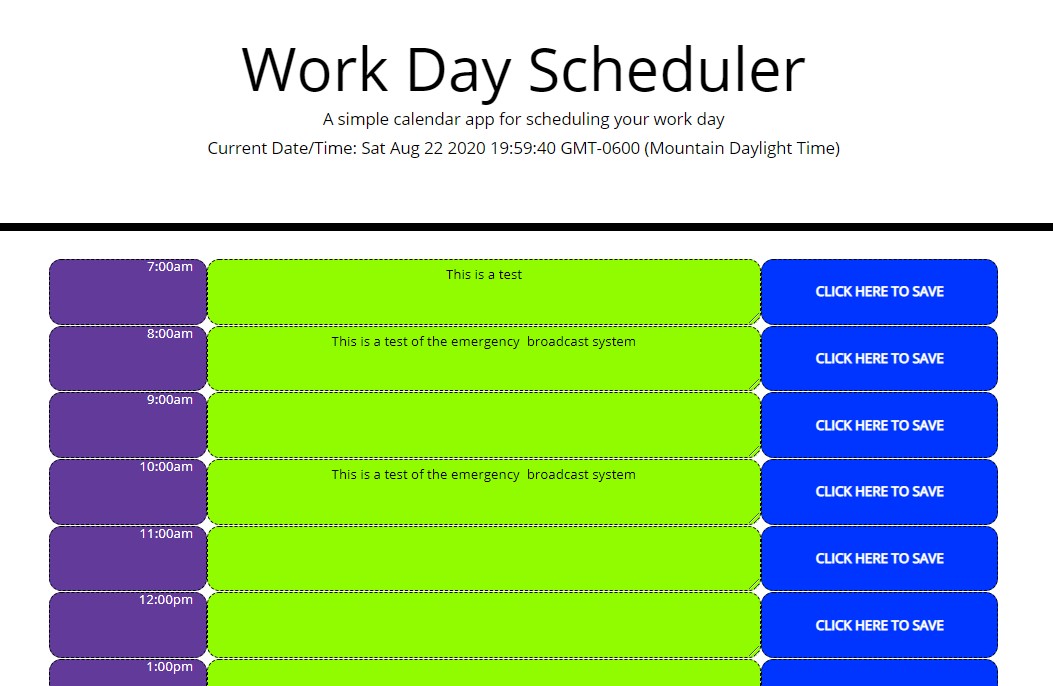 Work Day Scheduler
A simple calendar app for scheduling your work day
Current Date/Time: Sat Aug 22 2020 19:59:40 GMT-0600 (Mountain Daylight Time)
7:00am This is a test CLICK HERE TO SAVE
8:00am This is a test of the emergency  broadcast system CLICK HERE TO SAVE
9:00am CLICK HERE TO SAVE
10:00am This is a test of the emergency  broadcast system CLICK HERE TO SAVE
11:00am CLICK HERE TO SAVE
12:00pm CLICK HERE TO SAVE
1:00pm